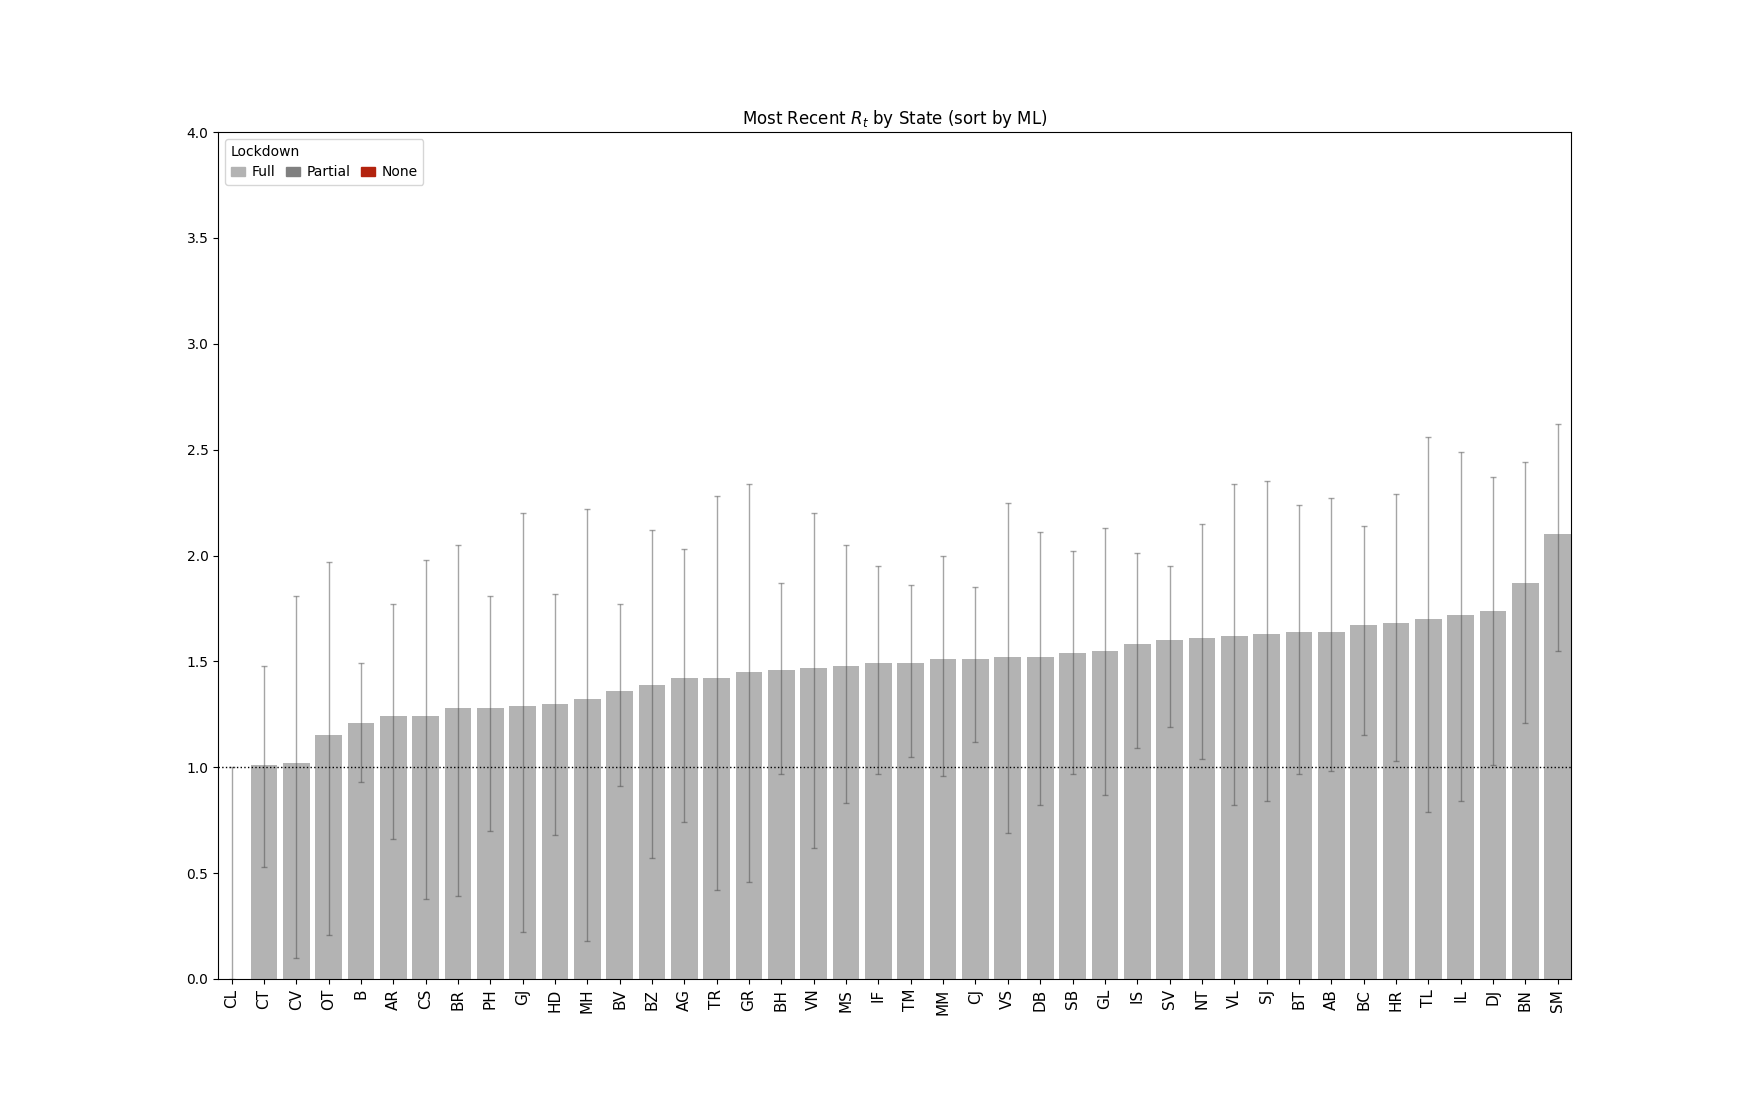 Most Recent Rt by State (sort by ML)
Lockdown
Full Partial None
4.0
3.5
3.0
2.5
2.0
1.5
1.0
0.5
0.0
CL CT CV OT B AR CS BR PH GJ HD MH BV BZ AG TR GR BH VN MS IF TM MM CJ VS DB SB GL IS SV NT VL SJ BT AB BC HR TL IL DJ BN SM